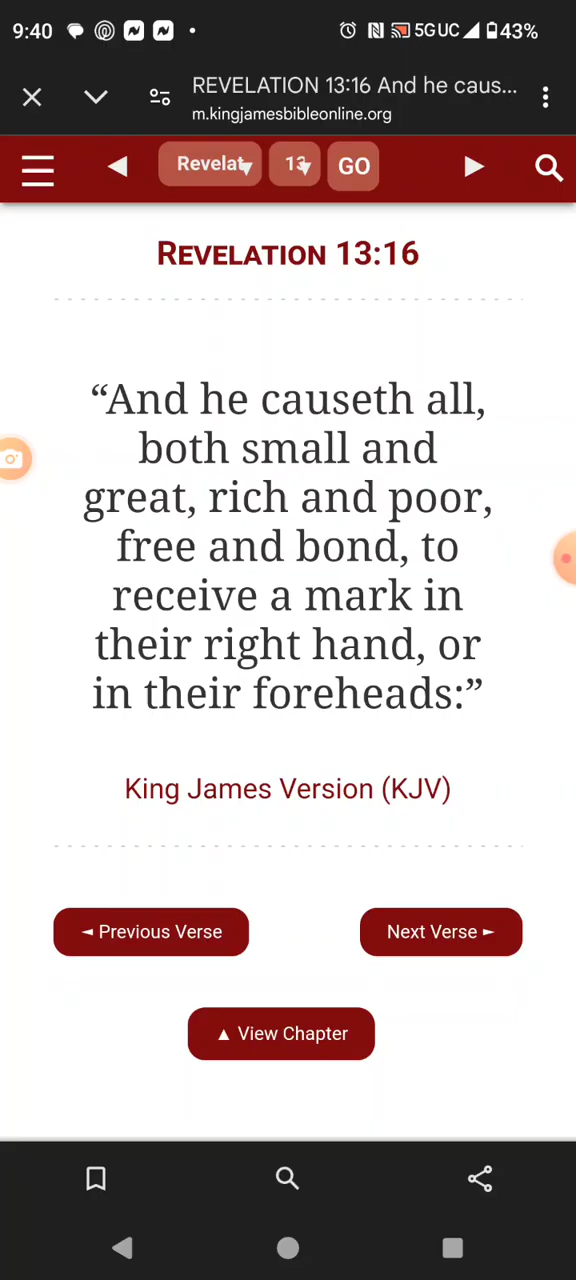 9:40 5GUC 43%
REVELATION 13:16 And he caus...
m.kingjamesbibleonline.org
Revelat 13 GO
REVELATION 13:16
“And he causeth all,
both small and
great, rich and poor,
free and bond, to
receive a mark in
their right hand, or
in their foreheads:”
King James Version (KJV)
◄ Previous Verse Next Verse ►
▲ View Chapter